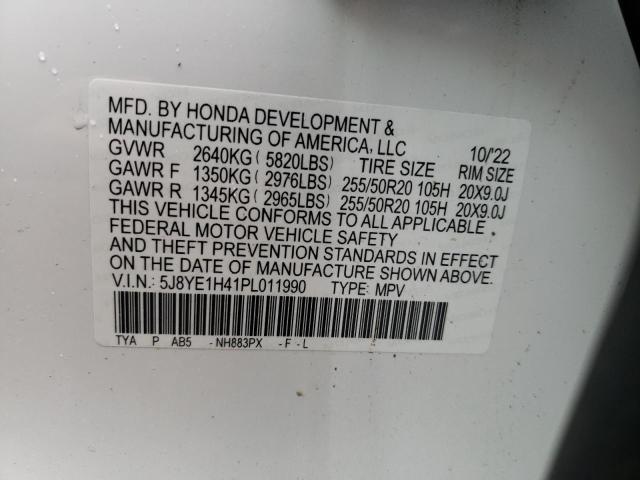 MFD. BY HONDA DEVELOPMENT &
MANUFACTURING OF AMERICA, LLC 10/'22
GVWR 2640KG ( 5820LBS) TIRE SIZE RIM SIZE
GAWR F 1350KG ( 2976LBS) 255/50R20 105H 20X9.0J
GAWR R 1345KG ( 2965LBS) 255/50R20 105H 20X9.0J
THIS VEHICLE CONFORMS TO ALL APPLICABLE
FEDERAL MOTOR VEHICLE SAFETY
AND THEFT PREVENTION STANDARDS IN EFFECT
ON THE DATE OF MANUFACTURE SHOWN ABOVE.
V.I.N.: 5J8YE1H41PL011990 TYPE: MPV
TYA P AB5 -NH883PX -F -L